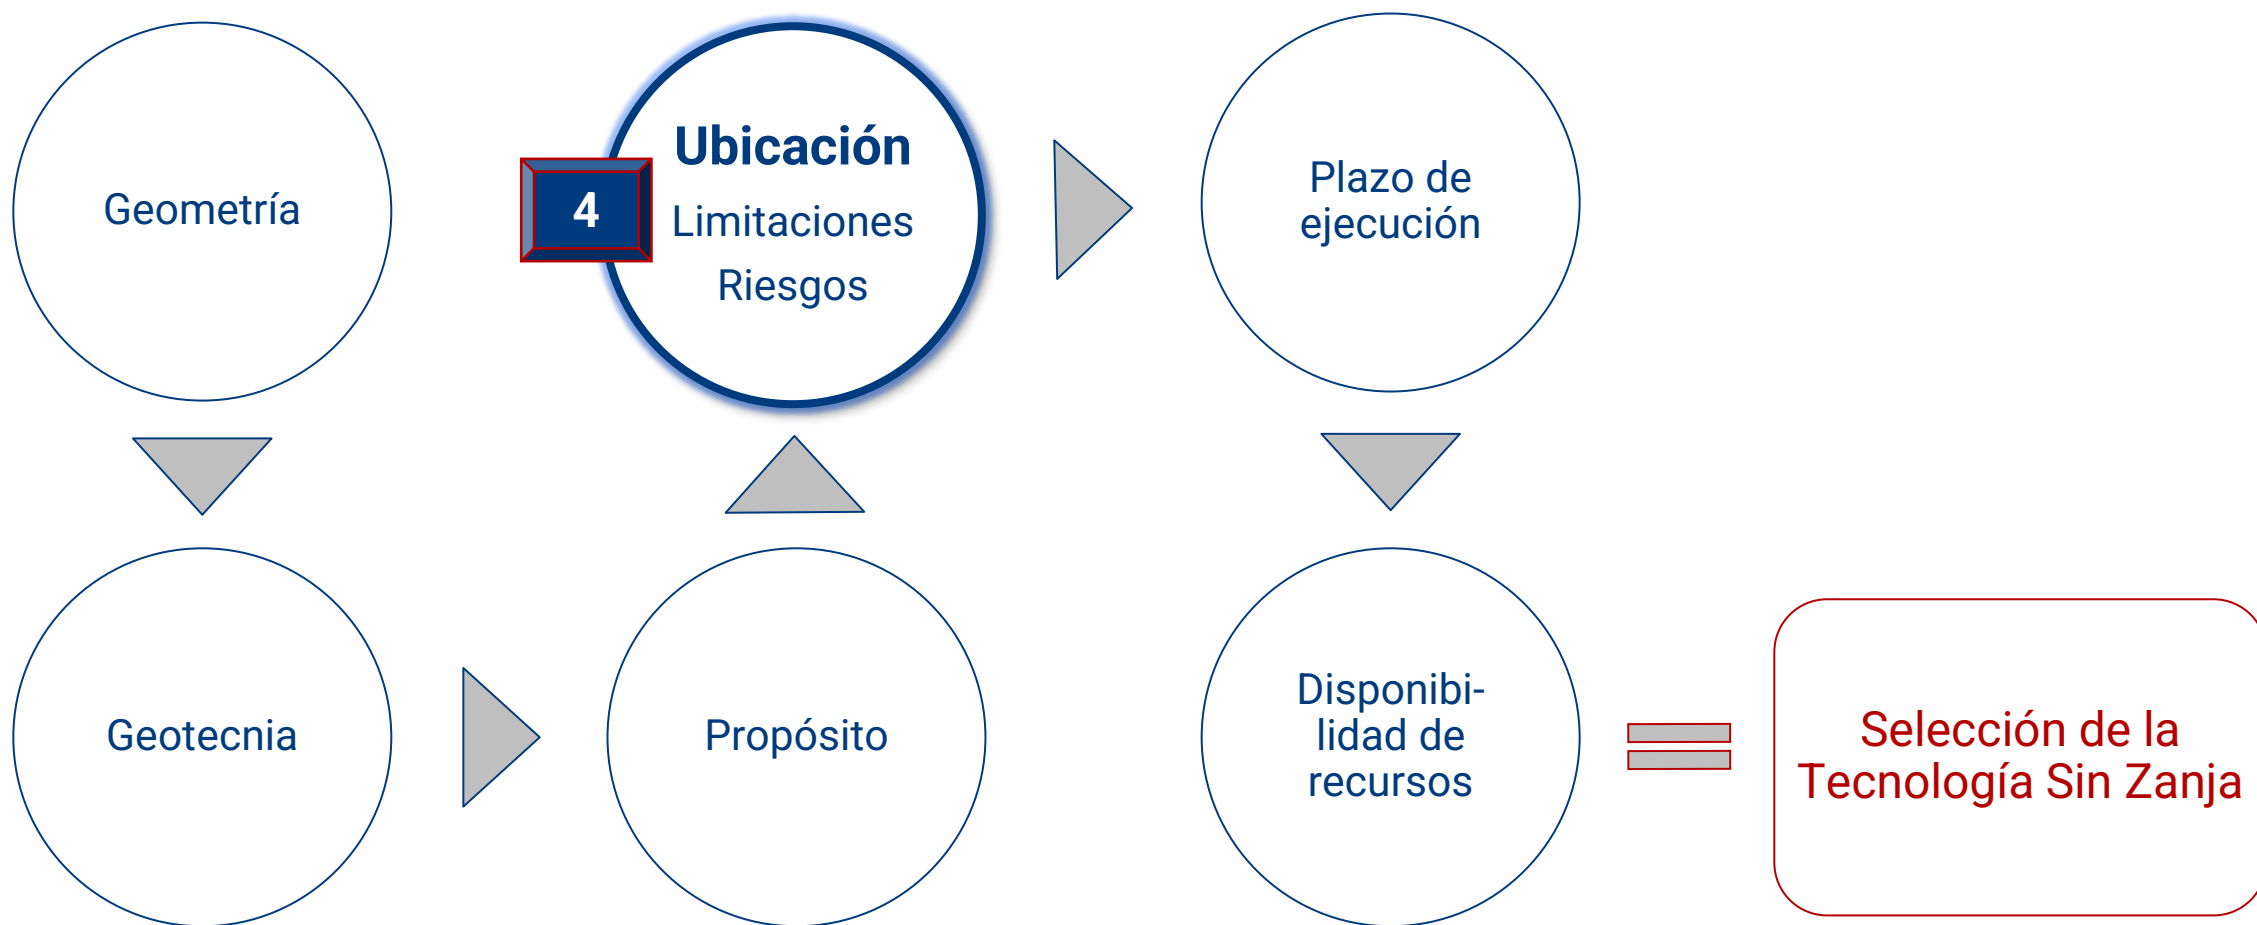 Geometría
4
Ubicación
Limitaciones
Riesgos
Plazo de
ejecución
Geotecnia
Propósito
Disponibi-
lidad de
recursos
Selección de la
Tecnología Sin Zanja